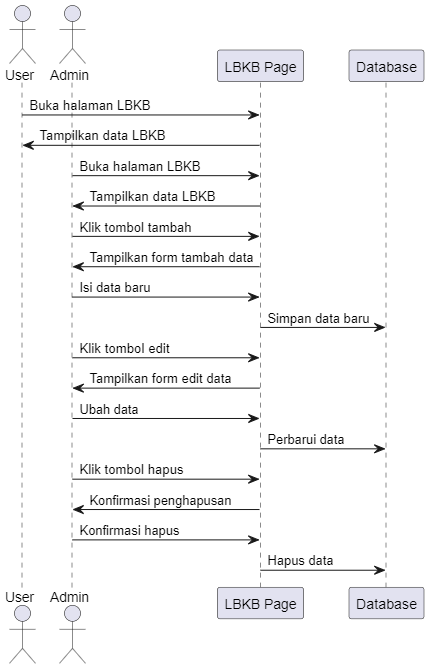 User
Admin
LBKB Page
Database
Buka halaman LBKB
Tampilkan data LBKB
Buka halaman LBKB
Tampilkan data LBKB
Klik tombol tambah
Tampilkan form tambah data
Isi data baru
Simpan data baru
Klik tombol edit
Tampilkan form edit data
Ubah data
Perbarui data
Klik tombol hapus
Konfirmasi penghapusan
Konfirmasi hapus
Hapus data
User
Admin
LBKB Page
Database